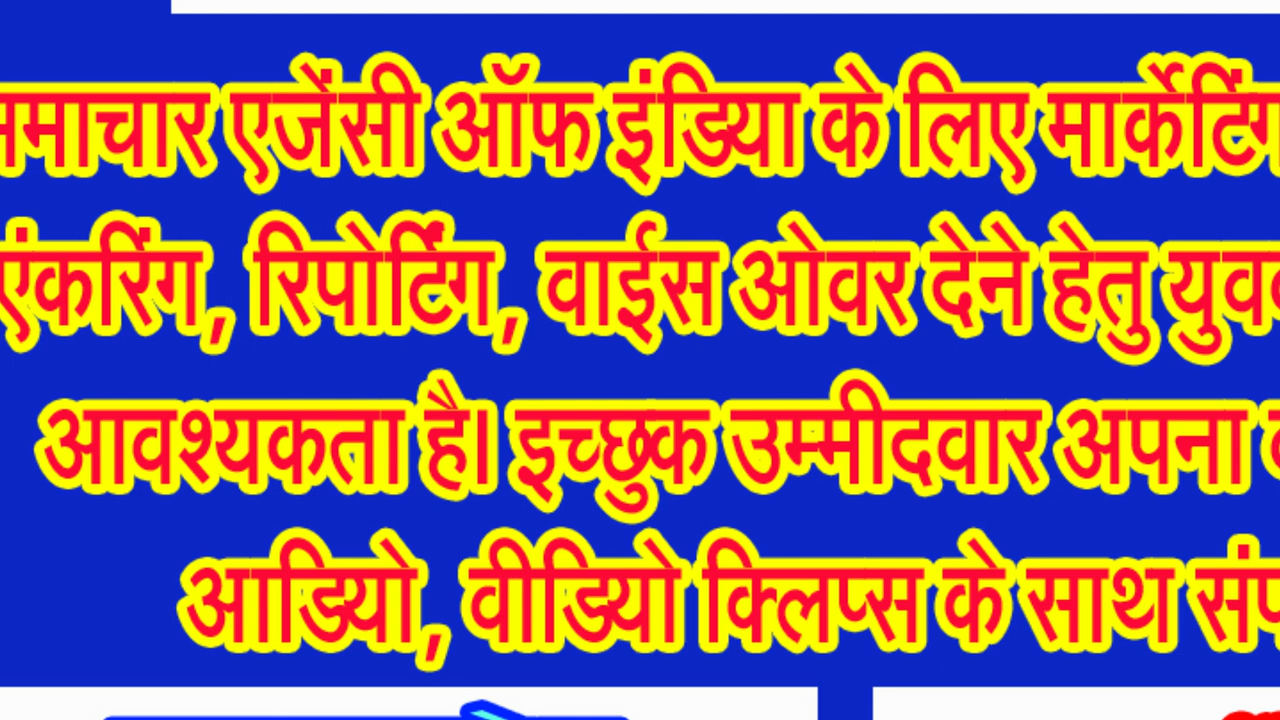 समाचार एजेंसी ऑफ इंडिया के लिए मार्केटिंग
एंकरिंग, रिपोर्टिंग, वाईस ओवर देने हेतु
आवश्यकता है। इच्छुक उम्मीदवार अपना
आडियो, वीडियो क्लिप्स के साथ